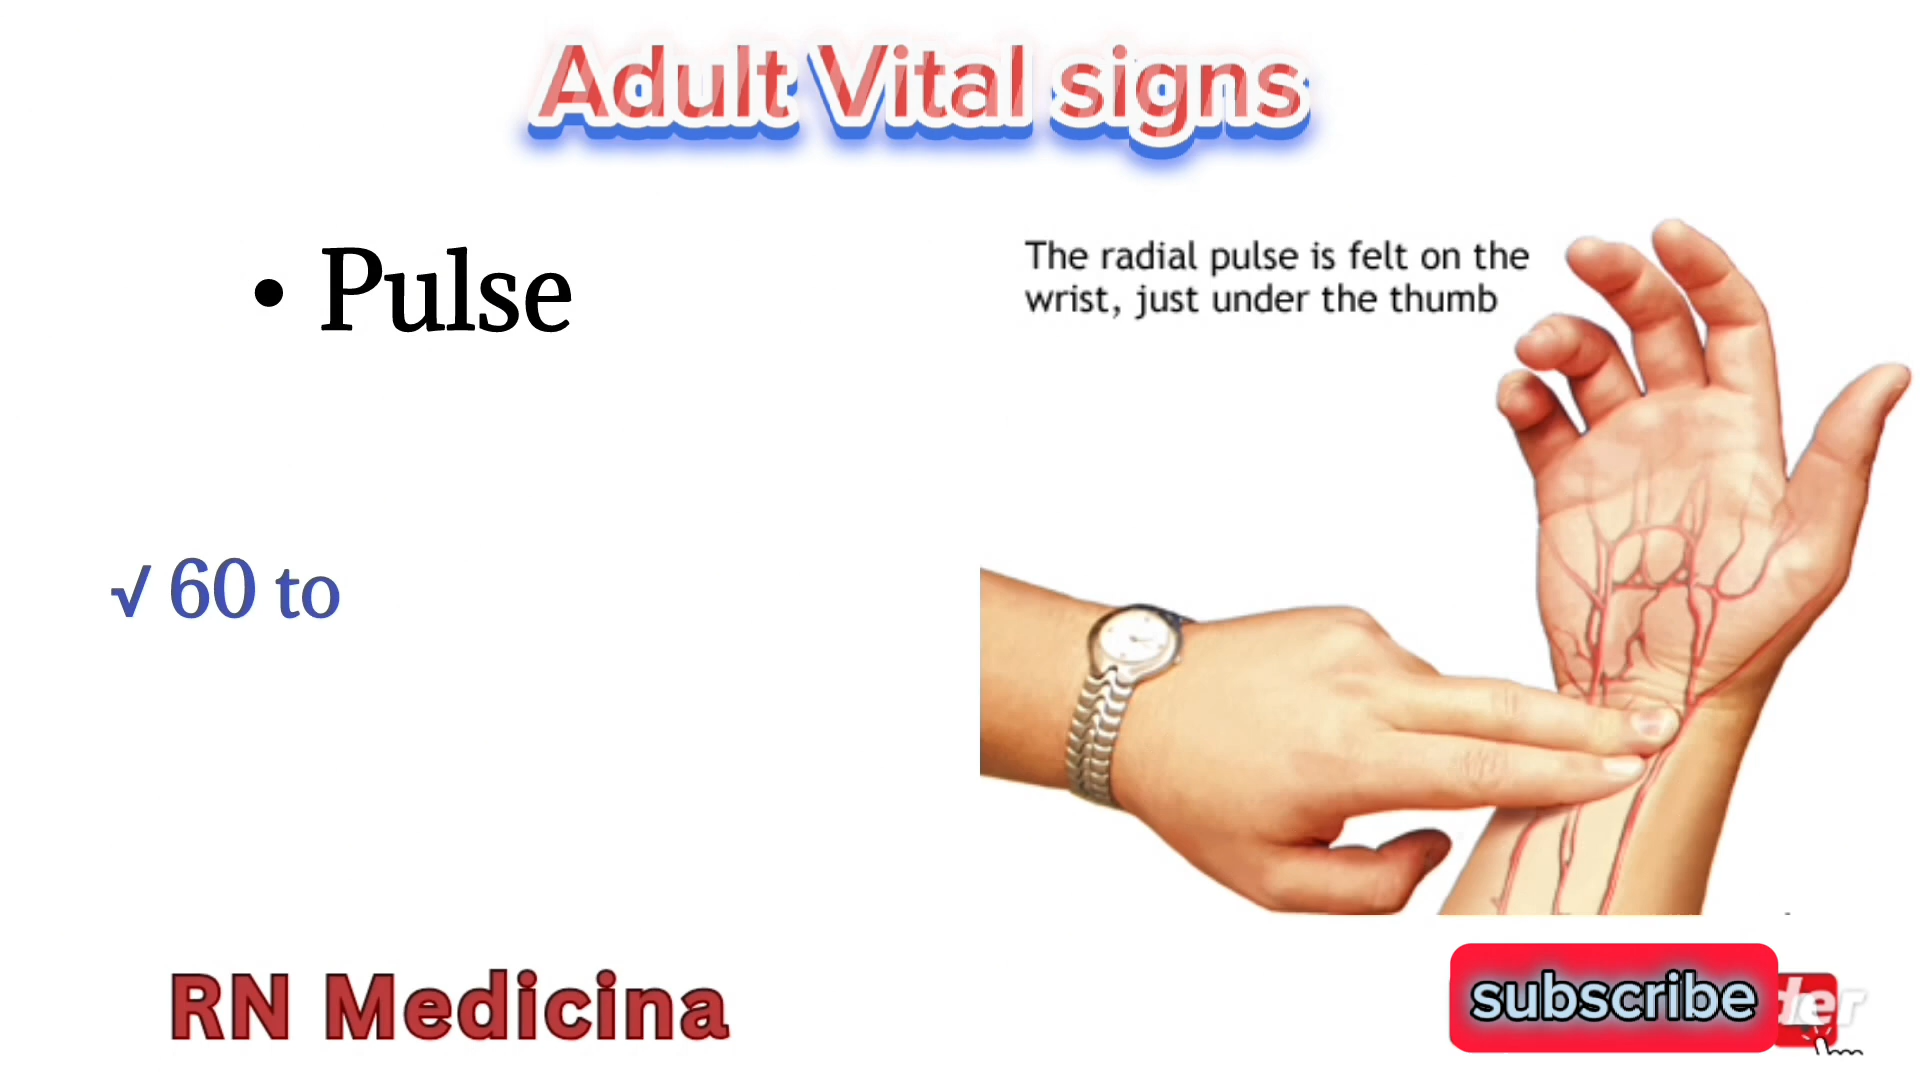 Adult Vital signs
• Pulse
The radial pulse is felt on the
wrist, just under the thumb
√ 60 to
RN Medicina
subscribe